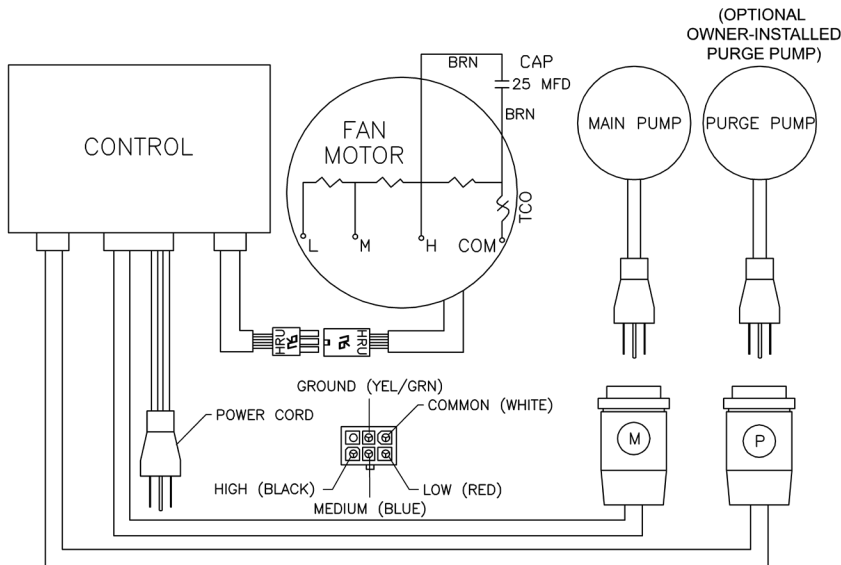 (OPTIONAL
OWNER-INSTALLED
PURGE PUMP)
BRN
CAP
25 MFD
BRN
CONTROL
FAN
MOTOR
MAIN PUMP
PURGE PUMP
TCO
L
M
H
COM
HRU
HRU
GROUND (YEL/GRN)
COMMON (WHITE)
POWER CORD
HIGH (BLACK)
LOW (RED)
MEDIUM (BLUE)
M
P